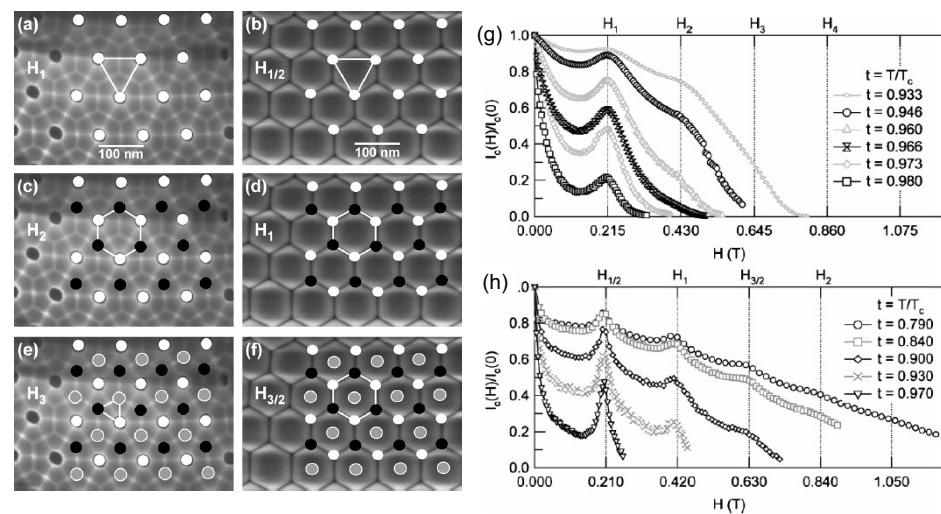 (a)
H1
100 nm
(b)
H1/2
100 nm
(c)
H2
(d)
H1
(e)
H3
(f)
H3/2
(g)
H1 H2 H3 H4
1.0
0.8
0.6
0.4
0.2
0.0
Ic(H)/Ic(0)
t = T/Tc
t = 0.933
t = 0.946
t = 0.960
t = 0.966
t = 0.973
t = 0.980
0.000 0.215 0.430 0.645 0.860 1.075
H (T)
(h)
H1/2 H1 H3/2 H2
1.0
0.8
0.6
0.4
0.2
0.0
Ic(H)/Ic(0)
t = T/Tc
t = 0.790
t = 0.840
t = 0.900
t = 0.930
t = 0.970
0.000 0.210 0.420 0.630 0.840 1.050
H (T)